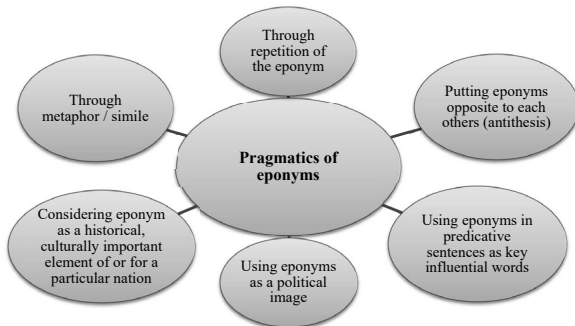 Through
repetition of
the eponym
Through
metaphor / simile
Putting eponyms
opposite to each
others (antithesis)
Pragmatics of
eponyms
Considering eponym
as a historical,
culturally important
element of or for a
particular nation
Using eponyms
as a political
image
Using eponyms in
predicative
sentences as key
influential words